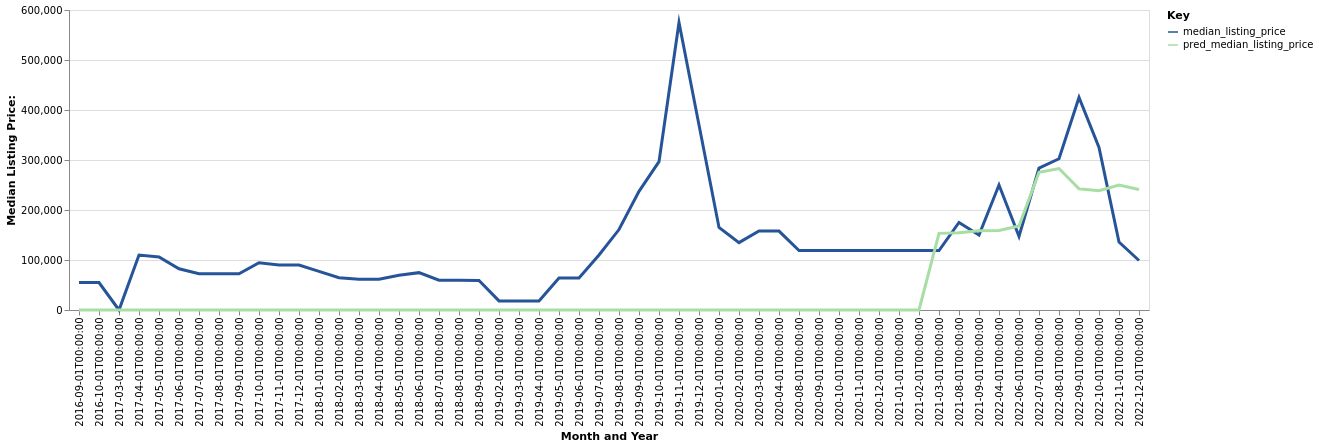 600,000
500,000
400,000
300,000
200,000
100,000
0
Median Listing Price:
2016-09-01T00:00:00
2016-10-01T00:00:00
2017-03-01T00:00:00
2017-04-01T00:00:00
2017-05-01T00:00:00
2017-06-01T00:00:00
2017-07-01T00:00:00
2017-08-01T00:00:00
2017-09-01T00:00:00
2017-10-01T00:00:00
2017-11-01T00:00:00
2017-12-01T00:00:00
2018-01-01T00:00:00
2018-02-01T00:00:00
2018-03-01T00:00:00
2018-04-01T00:00:00
2018-05-01T00:00:00
2018-06-01T00:00:00
2018-07-01T00:00:00
2018-08-01T00:00:00
2018-09-01T00:00:00
2019-02-01T00:00:00
2019-03-01T00:00:00
2019-04-01T00:00:00
2019-05-01T00:00:00
2019-06-01T00:00:00
2019-07-01T00:00:00
2019-08-01T00:00:00
2019-09-01T00:00:00
2019-10-01T00:00:00
2019-11-01T00:00:00
2019-12-01T00:00:00
2020-01-01T00:00:00
2020-02-01T00:00:00
2020-03-01T00:00:00
2020-04-01T00:00:00
2020-08-01T00:00:00
2020-09-01T00:00:00
2020-10-01T00:00:00
2020-11-01T00:00:00
2020-12-01T00:00:00
2021-01-01T00:00:00
2021-02-01T00:00:00
2021-03-01T00:00:00
2021-08-01T00:00:00
2021-09-01T00:00:00
2022-04-01T00:00:00
2022-06-01T00:00:00
2022-07-01T00:00:00
2022-08-01T00:00:00
2022-09-01T00:00:00
2022-10-01T00:00:00
2022-11-01T00:00:00
2022-12-01T00:00:00
Month and Year
Key
median_listing_price
pred_median_listing_price